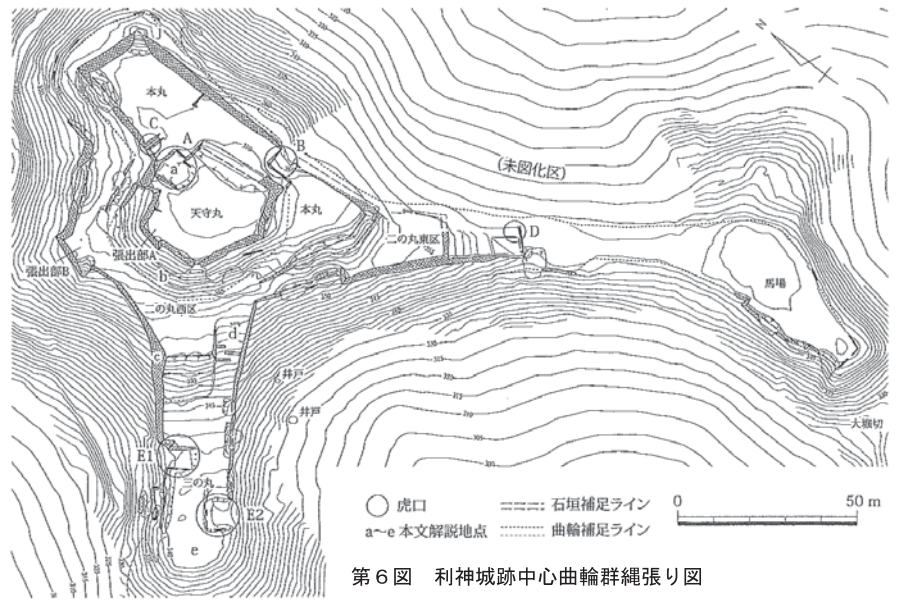 N
J
本丸
C
A
B
a
(未図化区)
天守丸
本丸
D
二の丸東区
張出部A
張出部B
b
馬場
二の丸西区
d
c
井戸
井戸
大堀切
E1
三の丸
E2
e
虎口
石垣補足ライン
a～e 本文解説地点
曲輪補足ライン
0 50 m
第6図 利神城跡中心曲輪群縄張り図